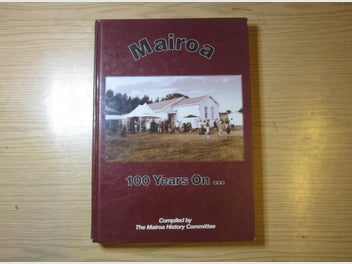 Mairoa
100 Years On ...
Compiled by
The Mairoa History Committee